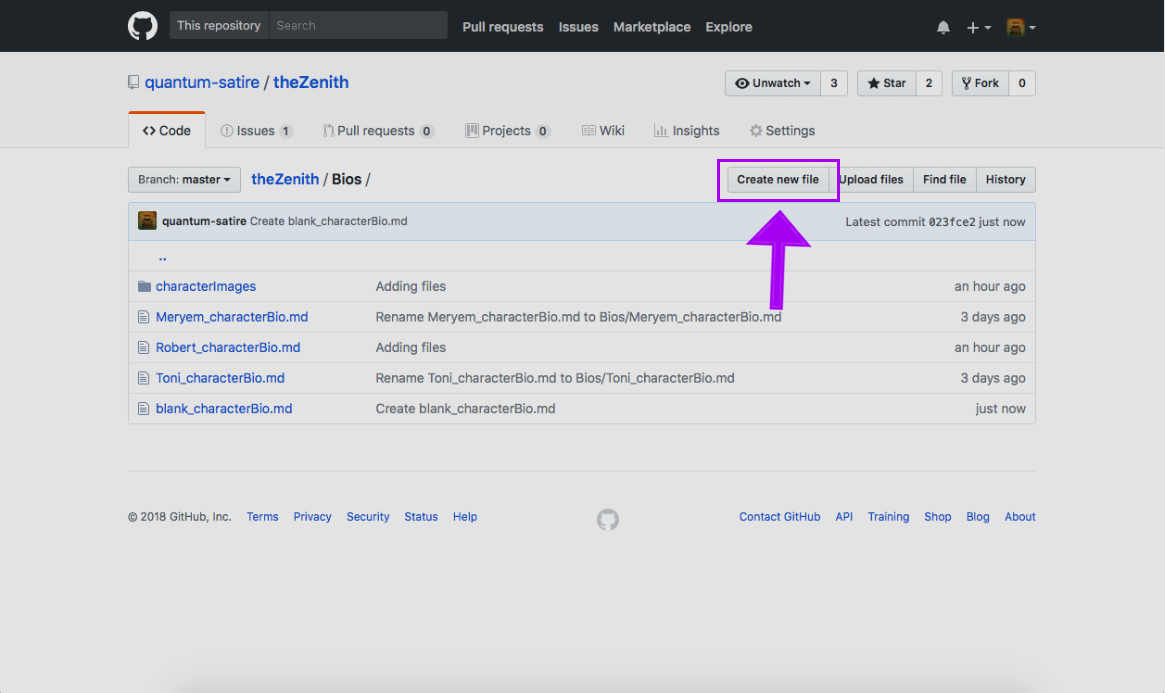 This repository Search Pull requests Issues Marketplace Explore
quantum-satire / theZenith Unwatch 3 Star 2 Fork 0
<> Code Issues 1 Pull requests 0 Projects 0 Wiki Insights Settings
Branch: master theZenith / Bios / Create new file Upload files Find file History
quantum-satire Create blank_characterBio.md Latest commit 023fce2 just now
..
characterImages Adding files an hour ago
Meryem_characterBio.md Rename Meryem_characterBio.md to Bios/Meryem_characterBio.md 3 days ago
Robert_characterBio.md Adding files an hour ago
Toni_characterBio.md Rename Toni_characterBio.md to Bios/Toni_characterBio.md 3 days ago
blank_characterBio.md Create blank_characterBio.md just now
© 2018 GitHub, Inc. Terms Privacy Security Status Help Contact GitHub API Training Shop Blog About